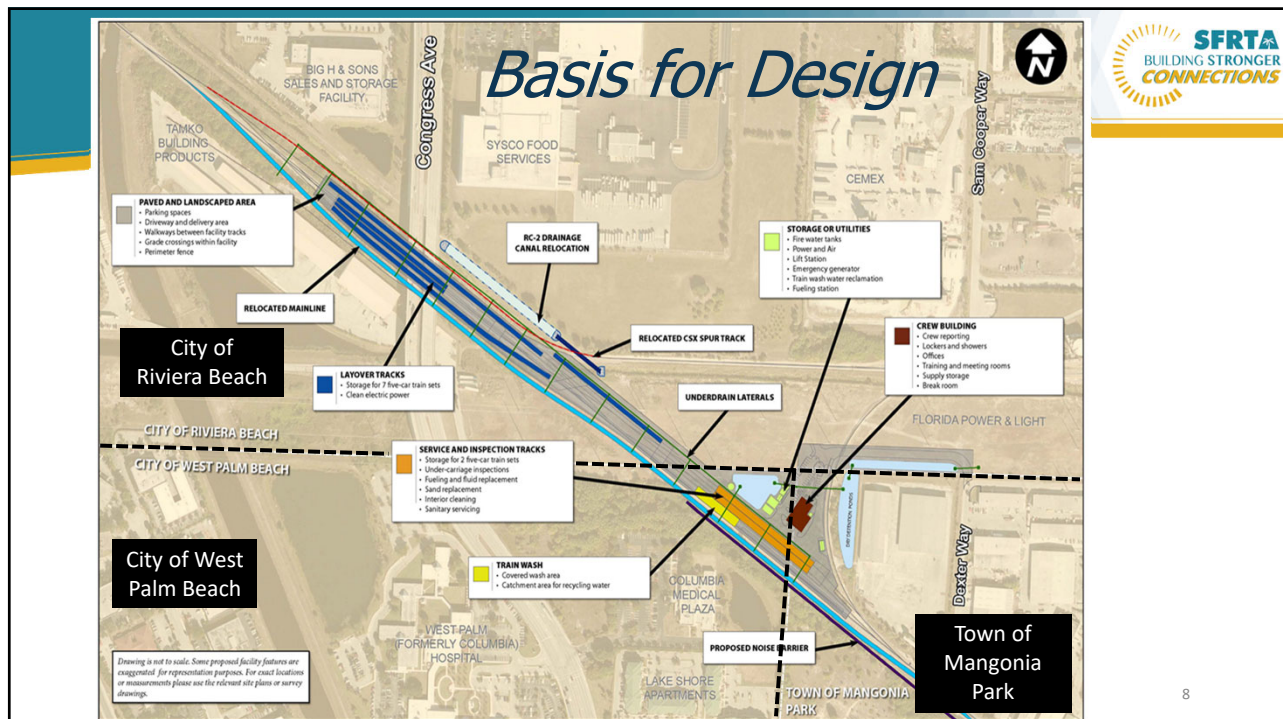 Basis for Design
N
SFRTA
BUILDING STRONGER
CONNECTIONS
BIG H & SONS
SALES AND STORAGE
FACILITY
Congress Ave
Sam Cooper Way
TAMKO
BUILDING
PRODUCTS
SYSCO FOOD
SERVICES
CEMEX
PAVED AND LANDSCAPED AREA
• Parking spaces
• Driveway and delivery area
• Walkways between facility tracks
• Grade crossings within facility
• Perimeter fence
RC-2 DRAINAGE
CANAL RELOCATION
STORAGE OR UTILITIES
• Fire water tanks
• Power and Air
• Lift Station
• Emergency generator
• Train wash water reclamation
• Fueling station
RELOCATED MAINLINE
RELOCATED CSX SPUR TRACK
CREW BUILDING
• Crew reporting
• Lockers and showers
• Offices
• Training and meeting rooms
• Supply storage
• Break room
City of
Riviera Beach
LAYOVER TRACKS
• Storage for 7 five-car train sets
• Clean electric power
UNDERDRAIN LATERALS
FLORIDA POWER & LIGHT
CITY OF RIVIERA BEACH
CITY OF WEST PALM BEACH
SERVICE AND INSPECTION TRACKS
• Storage for 2 five-car train sets
• Under-carriage inspections
• Fueling and fluid replacement
• Sand replacement
• Interior cleaning
• Sanitary servicing
DRY DETENTION PONDS
City of West
Palm Beach
TRAIN WASH
• Covered wash area
• Catchment area for recycling water
COLUMBIA
MEDICAL
PLAZA
Dexter Way
WEST PALM
(FORMERLY COLUMBIA)
HOSPITAL
PROPOSED NOISE BARRIER
Town of
Mangonia
Park
Drawing is not to scale. Some proposed facility features are
exaggerated for representation purposes. For exact locations
or measurements please use the relevant site plans or survey
drawings.
LAKE SHORE
APARTMENTS
TOWN OF MANGONIA
PARK
8